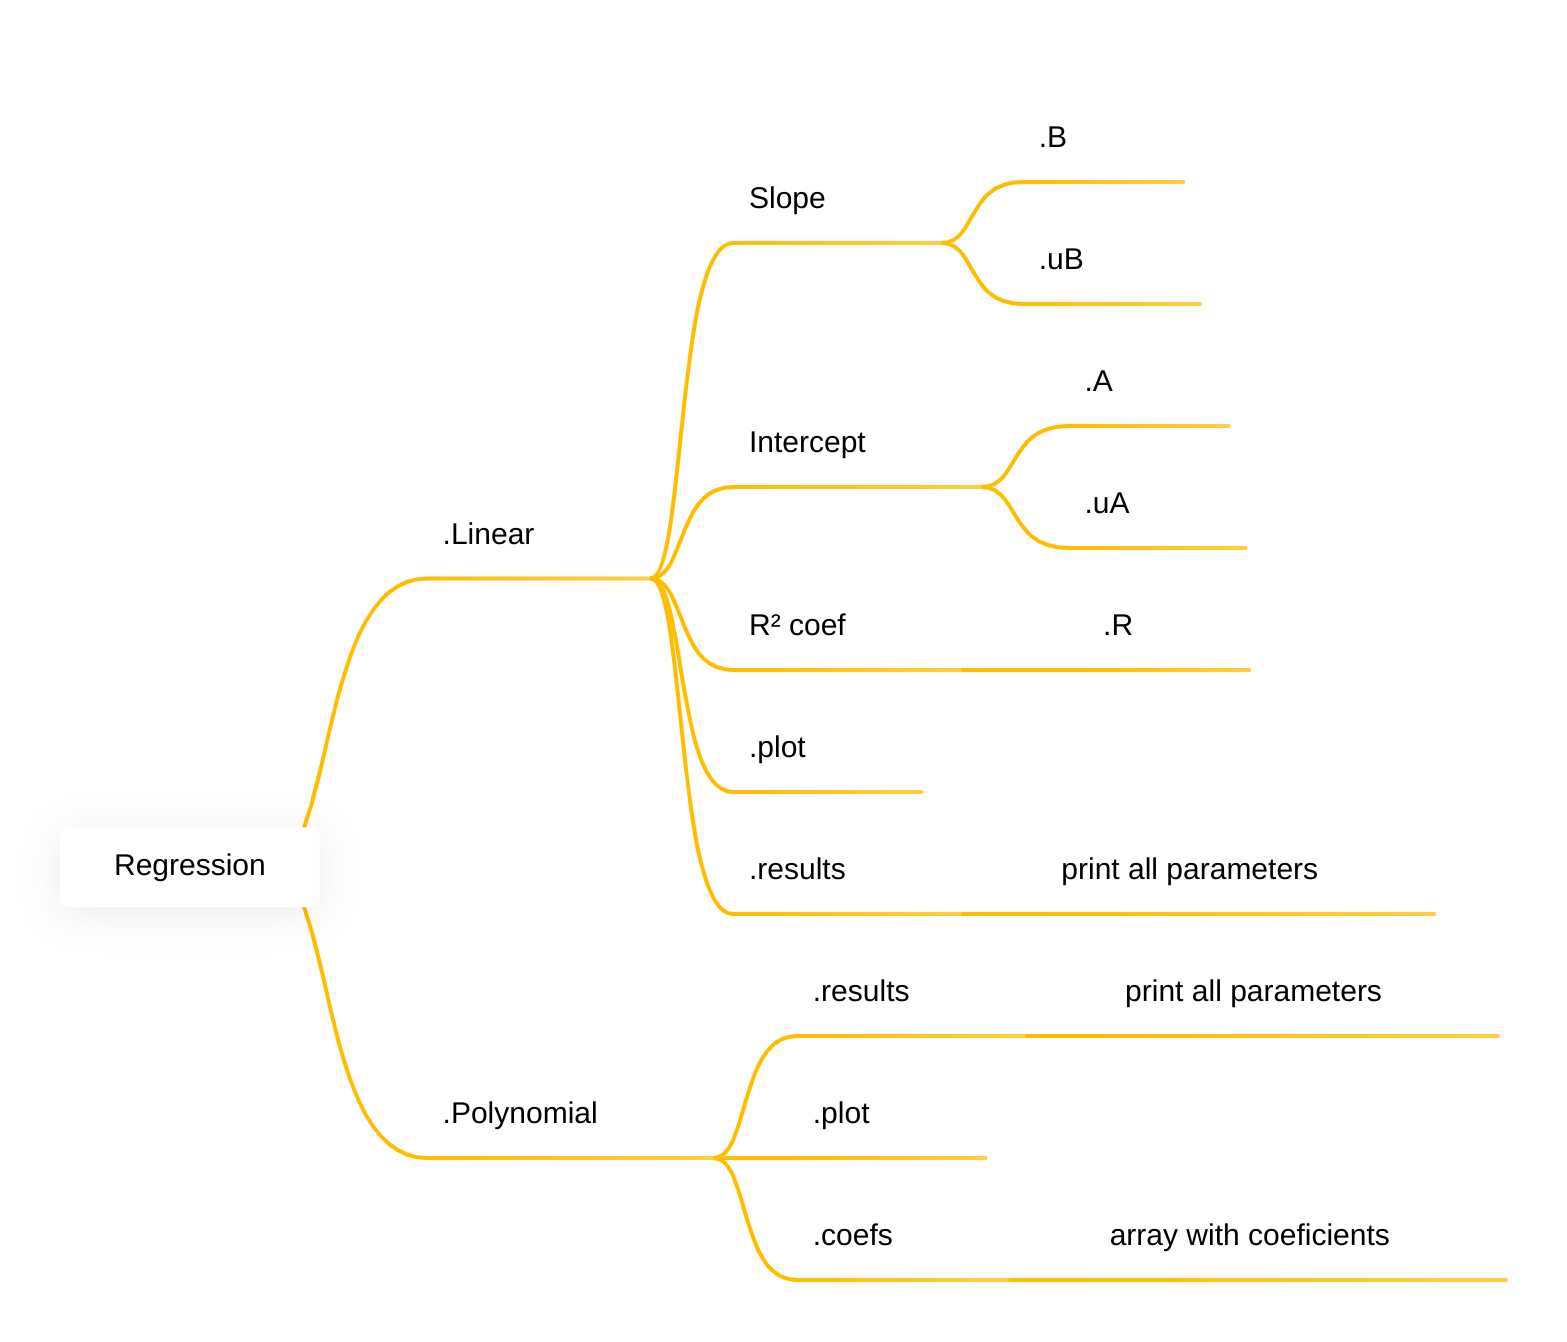 .B
Slope
.uB
.A
Intercept
.uA
.Linear
R² coef
.R
.plot
Regression
.results
print all parameters
.results
print all parameters
.Polynomial
.plot
.coefs
array with coeficients